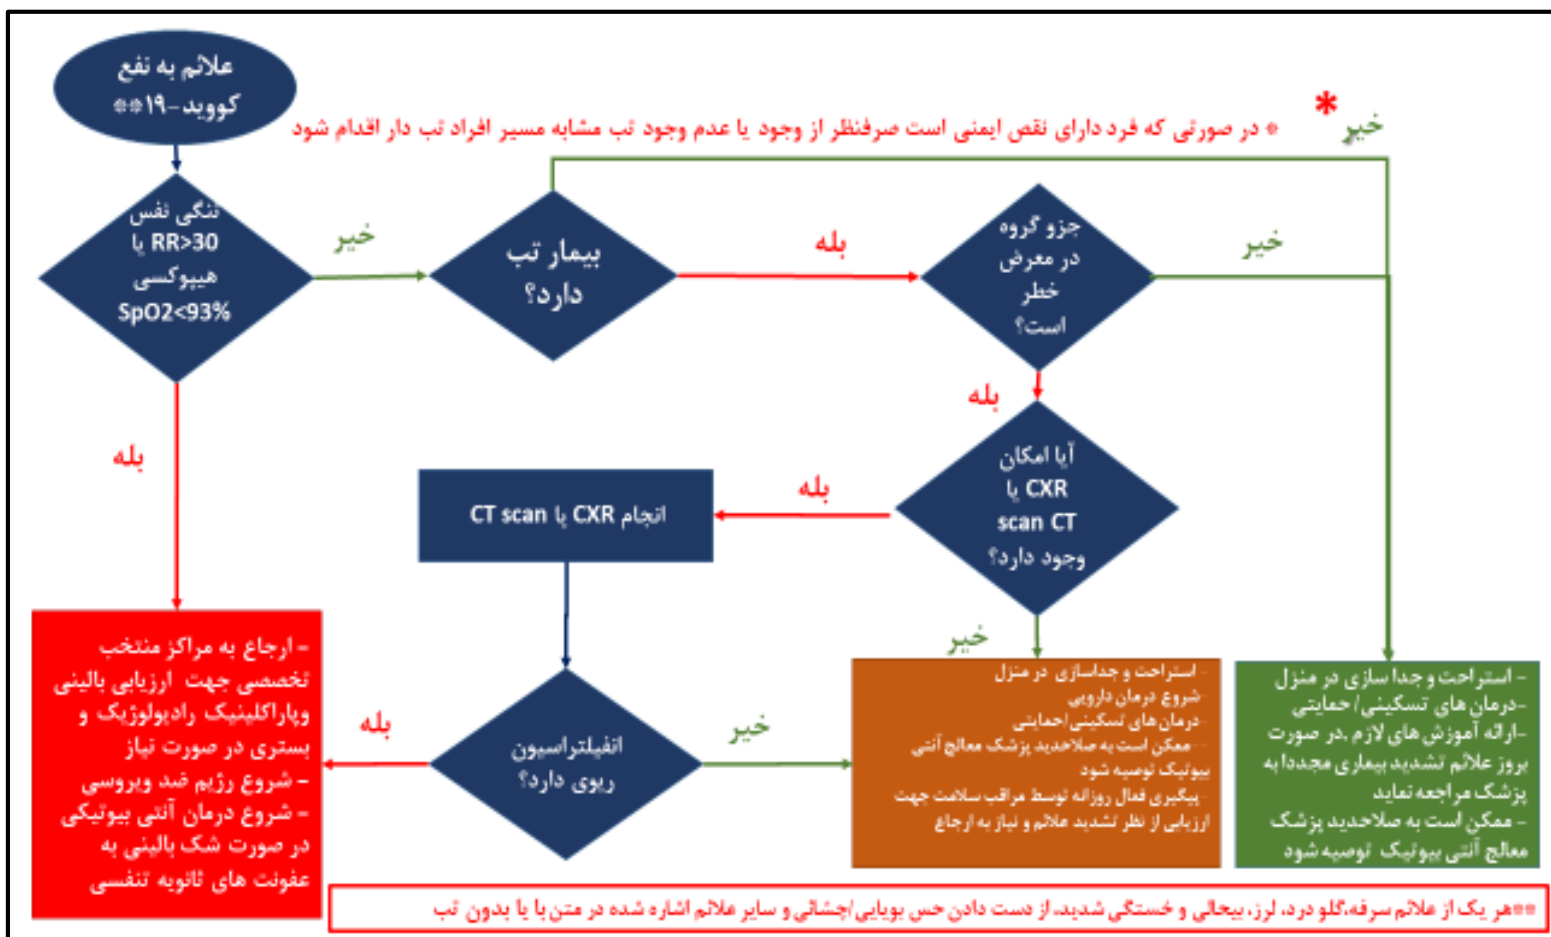 علائم به نفع
کووید-۱۹**
* در صورتی که فرد دارای نقص ایمنی است صرفنظر از وجود یا عدم وجود تب مشابه مسیر افراد تب دار اقدام شود
خیر*
تنگی نفس
یا RR>30
هیپوکسی
SpO2<93%
خیر
بیمار تب
دارد؟
بله
جزو گروه
در معرض
خطر
است؟
خیر
بله
بله
آیا امکان
CXR
یا
scan CT
وجود دارد؟
بله
انجام CXR یا CT scan
خیر
انفیلتراسیون
ریوی دارد؟
بله
خیر
- ارجاع به مراکز منتخب
تخصصی جهت ارزیابی بالینی
وپاراکلینیک رادیولوژیک و
بستری در صورت نیاز
- شروع رژیم ضد ویروسی
- شروع درمان آنتی بیوتیکی
در صورت شک بالینی به
عفونت های ثانویه تنفسی
- استراحت و جداسازی در منزل
-شروع درمان دارویی
-درمان های تسکینی/حمایتی
-ممکن است به صلاحدید پزشک معالج آنتی
بیوتیک توصیه شود
-پیگیری فعال روزانه توسط مراقب سلامت جهت
ارزیابی از نظر تشدید علائم و نیاز به ارجاع
- استراحت و جدا سازی در منزل
-درمان های تسکینی/ حمایتی
-ارائه آموزش های لازم .در صورت
بروز علائم تشدید بیماری مجددا به
پزشک مراجعه نماید
- ممکن است به صلاحدید پزشک
معالج آنتی بیوتیک توصیه شود
**هر یک از علائم سرفه،گلو درد، لرز، بیحالی و خستگی شدید، از دست دادن حس بویایی/چشائی و سایر علائم اشاره شده در متن با یا بدون تب